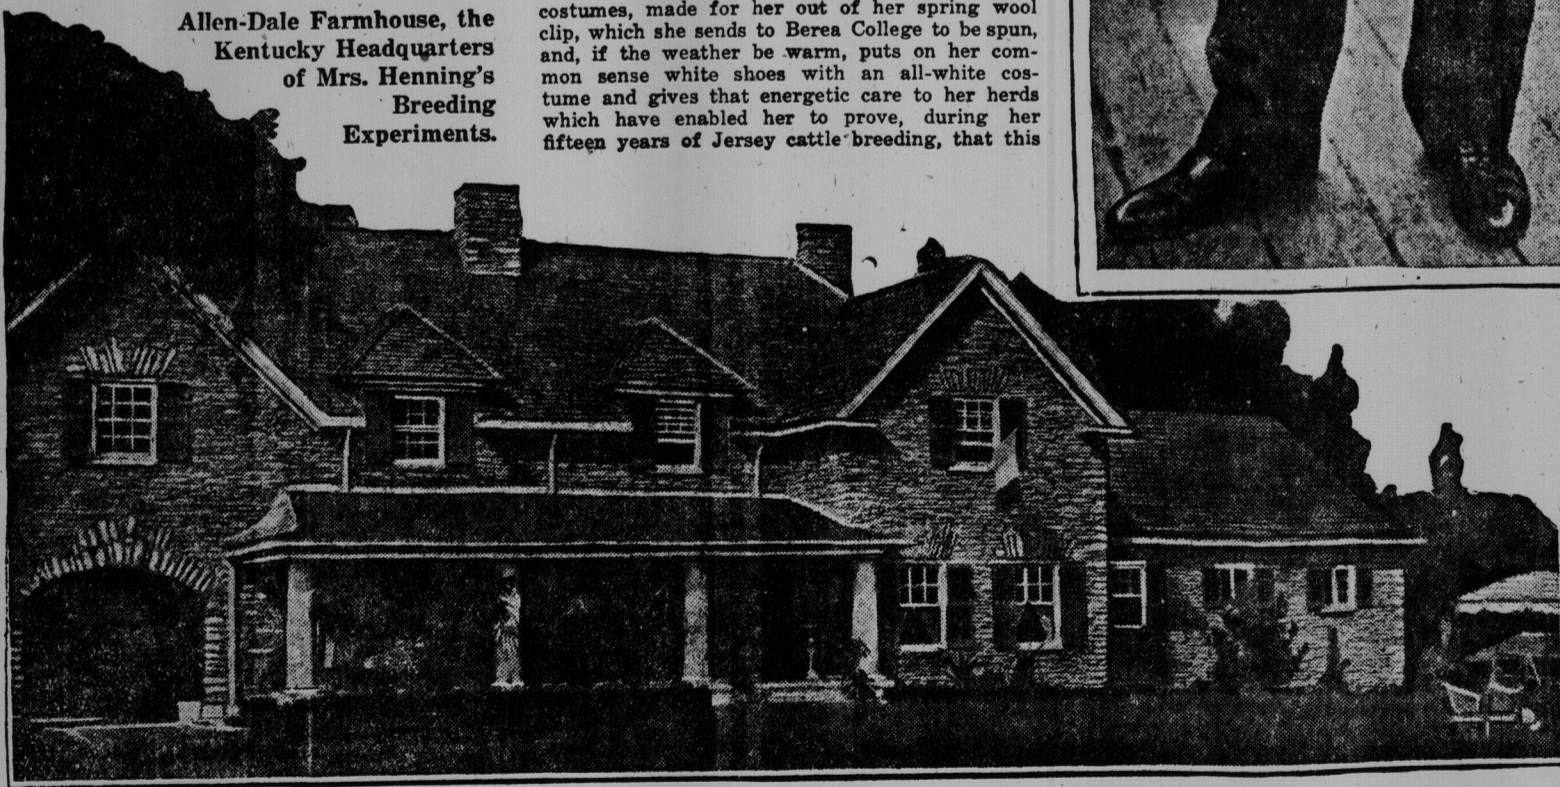 Allen-Dale Farmhouse, the
Kentucky Headquarters
of Mrs. Henning's
Breeding
Experiments.
costumes, made for her out of her spring wool
clip, which she sends to Berea College to be spun,
and, if the weather be warm, puts on her com-
mon sense white shoes with an all-white cos-
tume and gives that energetic care to her herds
which have enabled her to prove, during her
fifteen years of Jersey cattle breeding, that this